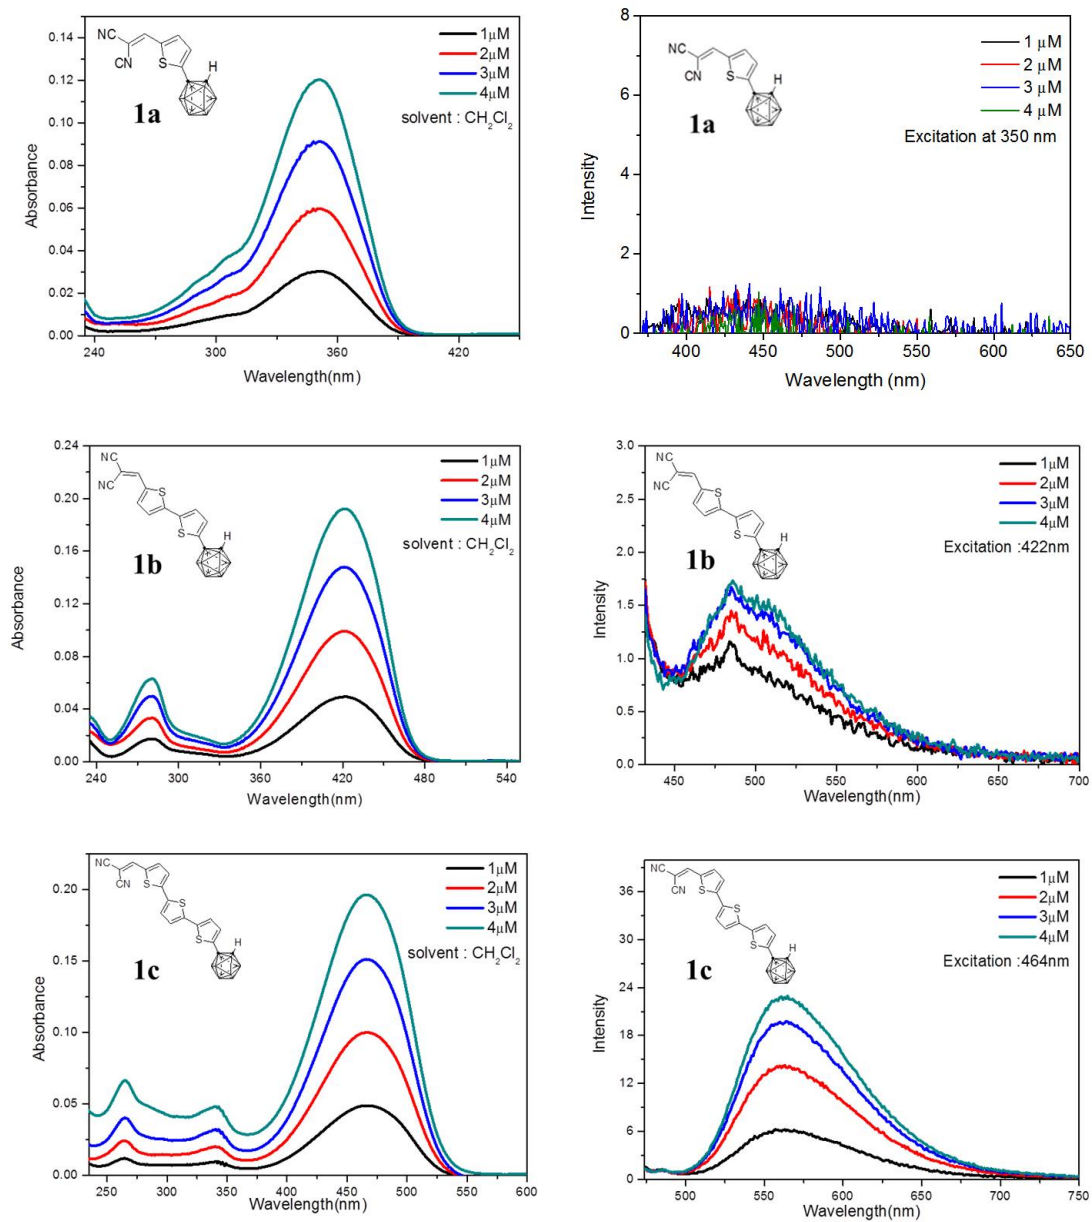 0.14
0.12
0.10
0.08
0.06
0.04
0.02
0.00
Absorbance
240
300
360
420
Wavelength(nm)
NC
CN
S
H
1a
1μM
2μM
3μM
4μM
solvent : CH₂Cl₂
8
6
4
2
0
Intensity
400
450
500
550
600
650
Wavelength (nm)
NC
CN
S
H
1a
1 μM
2 μM
3 μM
4 μM
Excitation at 350 nm
0.24
0.20
0.16
0.12
0.08
0.04
0.00
Absorbance
240
300
360
420
480
540
Wavelength(nm)
NC
NC
S
S
H
1b
1μM
2μM
3μM
4μM
solvent : CH₂Cl₂
3.0
2.5
2.0
1.5
1.0
0.5
0.0
Intensity
450
500
550
600
650
700
Wavelength(nm)
NC
NC
S
S
H
1b
1μM
2μM
3μM
4μM
Excitation :422nm
0.20
0.15
0.10
0.05
0.00
Absorbance
250
300
350
400
450
500
550
600
Wavelength(nm)
NC
CN
S
S
S
H
1c
1μM
2μM
3μM
4μM
solvent : CH₂Cl₂
36
30
24
18
12
6
0
Intensity
500
550
600
650
700
750
Wavelength(nm)
NC
CN
S
S
S
H
1c
1μM
2μM
3μM
4μM
Excitation :464nm